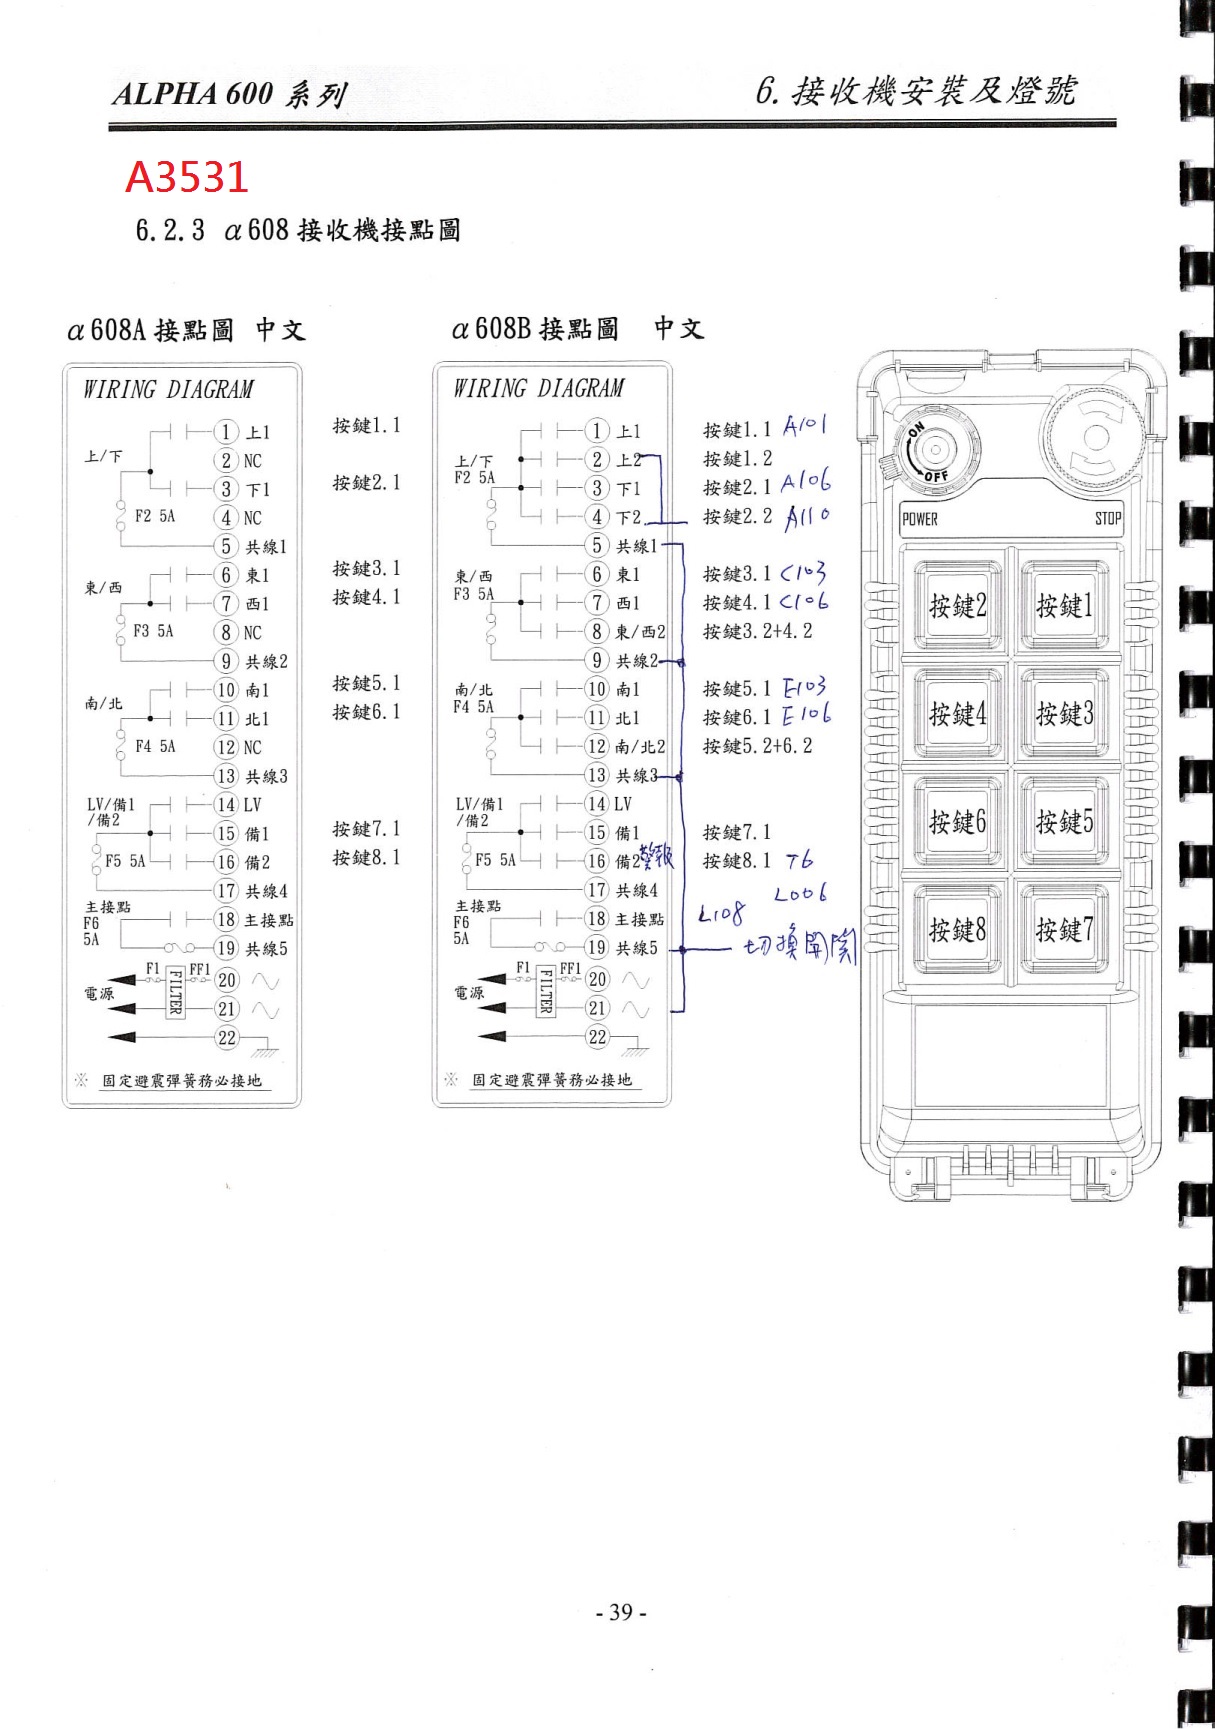 ALPHA 600 系列
6. 接收機安裝及燈號
A3531
6.2.3 α608 接收機接點圖
α608A 接點圖 中文
WIRING DIAGRAM
上/下
F2 5A
1 上1 按鍵1.1
2 NC
3 下1 按鍵2.1
4 NC
5 共線1
東/西
F3 5A
6 東1 按鍵3.1
7 西1 按鍵4.1
8 NC
9 共線2
南/北
F4 5A
10 南1 按鍵5.1
11 北1 按鍵6.1
12 NC
13 共線3
LV/備1
/備2
F5 5A
14 LV
15 備1 按鍵7.1
16 備2 按鍵8.1
17 共線4
主接點
F6
5A
18 主接點
19 共線5
電源
F1 FILTER FF1
20
21
22
※ 固定避震彈簧務必接地
α608B 接點圖 中文
WIRING DIAGRAM
上/下
F2 5A
1 上1 按鍵1.1 A101
2 上2 按鍵1.2
3 下1 按鍵2.1 A106
4 下2 按鍵2.2 A110
5 共線1
東/西
F3 5A
6 東1 按鍵3.1 C103
7 西1 按鍵4.1 C106
8 東/西2 按鍵3.2+4.2
9 共線2
南/北
F4 5A
10 南1 按鍵5.1 E103
11 北1 按鍵6.1 E106
12 南/北2 按鍵5.2+6.2
13 共線3
LV/備1
/備2
F5 5A
14 LV
15 備1 按鍵7.1
16 備2 警報 按鍵8.1 T6
17 共線4 L006
主接點
F6
5A
18 主接點 L108
19 共線5 切換開關
電源
F1 FILTER FF1
20
21
22
※ 固定避震彈簧務必接地
ON
OFF
POWER STOP
按鍵2 按鍵1
按鍵4 按鍵3
按鍵6 按鍵5
按鍵8 按鍵7
- 39 -